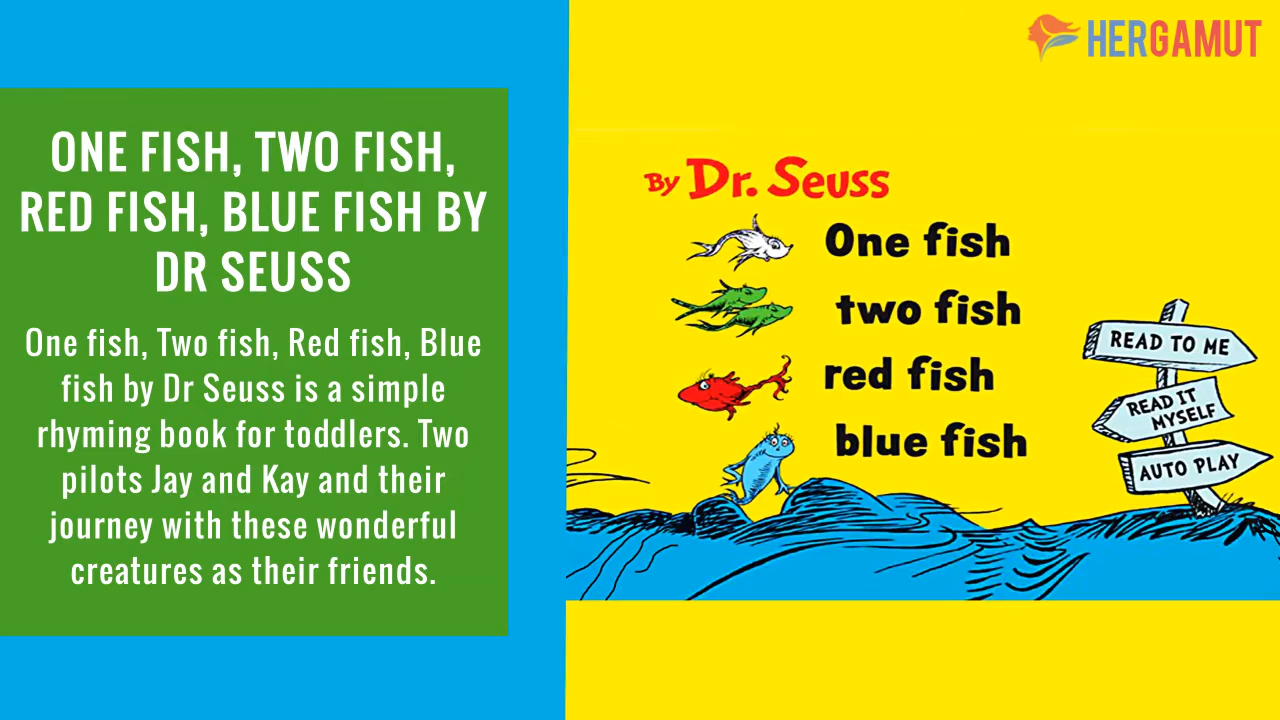 ONE FISH, TWO FISH,
RED FISH, BLUE FISH BY
DR SEUSS
One fish, Two fish, Red fish, Blue
fish by Dr Seuss is a simple
rhyming book for toddlers. Two
pilots Jay and Kay and their
journey with these wonderful
creatures as their friends.
HERGAMUT
By Dr. Seuss
One fish
two fish
red fish
blue fish
READ TO ME
READ IT
MYSELF
AUTO PLAY